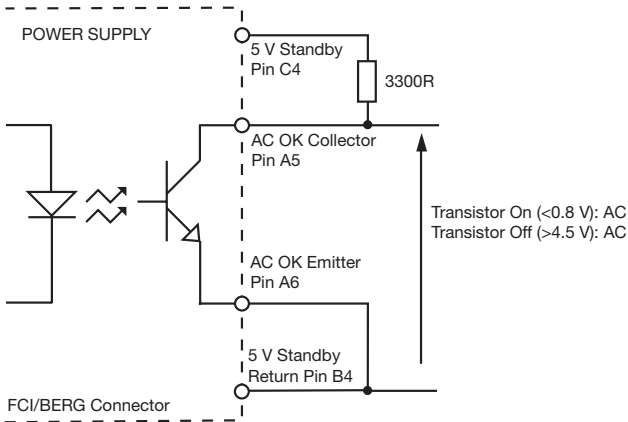 POWER SUPPLY
5 V Standby
Pin C4
3300R
AC OK Collector
Pin A5
Transistor On (<0.8 V): AC
Transistor Off (>4.5 V): AC
AC OK Emitter
Pin A6
5 V Standby
Return Pin B4
FCI/BERG Connector